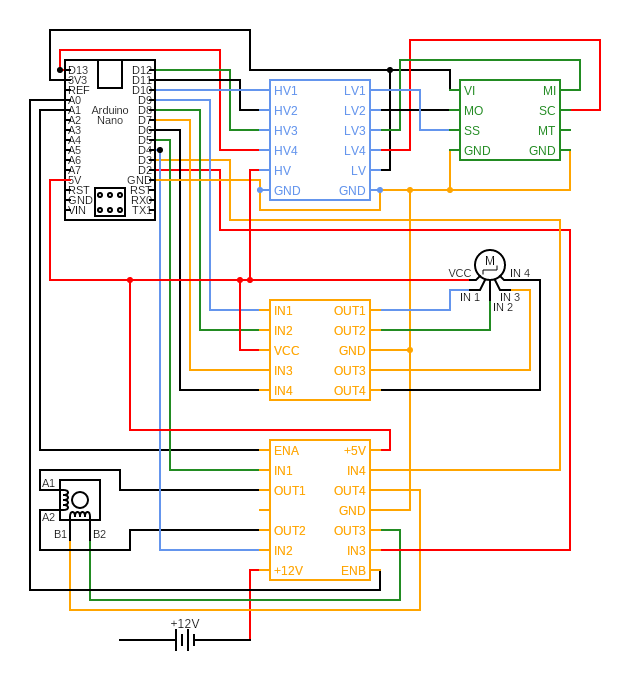 D13 D12
3V3 D11
REF D10
A0 D9
A1 Arduino D8
A2 Nano D7
A3 D6
A4 D5
A5 D4
A6 D3
A7 D2
5V GND
RST RST
GND RX0
VIN TX1
HV1 LV1
HV2 LV2
HV3 LV3
HV4 LV4
HV LV
GND GND
VI MI
MO SC
SS MT
GND GND
M
VCC IN 4
IN 1 IN 3
IN 2
IN1 OUT1
IN2 OUT2
VCC GND
IN3 OUT3
IN4 OUT4
ENA +5V
IN1 IN4
OUT1 OUT4
GND
OUT2 OUT3
IN2 IN3
+12V ENB
A1
A2
B1 B2
+12V